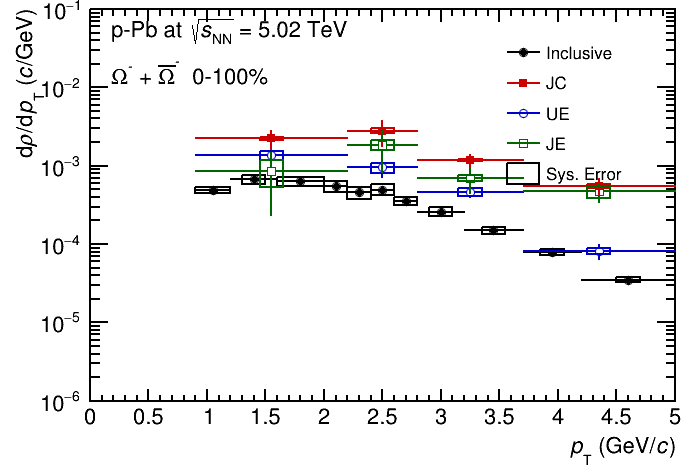 p-Pb at √s_NN = 5.02 TeV
Ω⁻ + Ω̅⁻ 0-100%
Inclusive
JC
UE
JE
Sys. Error
dρ/dp_T (c/GeV)
10⁻¹
10⁻²
10⁻³
10⁻⁴
10⁻⁵
10⁻⁶
0 0.5 1 1.5 2 2.5 3 3.5 4 4.5 5
p_T (GeV/c)